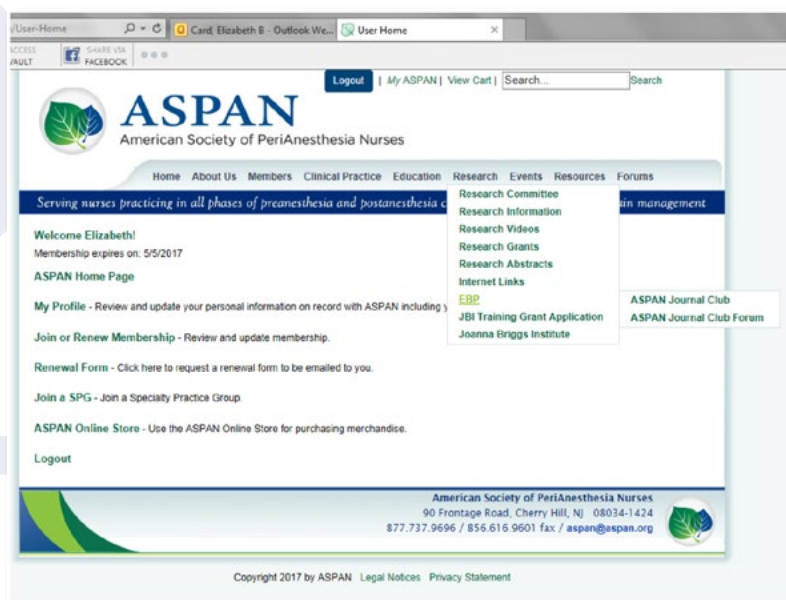 /User-Home
Card, Elizabeth B - Outlook We...
User Home
ACCESS
VAULT
SHARE VIA
FACEBOOK
Logout | My ASPAN | View Cart | Search... Search
ASPAN
American Society of PeriAnesthesia Nurses
Home About Us Members Clinical Practice Education Research Events Resources Forums
Serving nurses practicing in all phases of preanesthesia and postanesthesia c
in management
Research Committee
Research Information
Research Videos
Research Grants
Research Abstracts
Internet Links
EBP
JBI Training Grant Application
Joanna Briggs Institute
ASPAN Journal Club
ASPAN Journal Club Forum
Welcome Elizabeth!
Membership expires on: 5/5/2017
ASPAN Home Page
My Profile - Review and update your personal information on record with ASPAN including
Join or Renew Membership - Review and update membership.
Renewal Form - Click here to request a renewal form to be emailed to you.
Join a SPG - Join a Specialty Practice Group.
ASPAN Online Store - Use the ASPAN Online Store for purchasing merchandise.
Logout
American Society of PeriAnesthesia Nurses
90 Frontage Road, Cherry Hill, NJ 08034-1424
877.737.9696 / 856.616.9601 fax / aspan@aspan.org
Copyright 2017 by ASPAN Legal Notices Privacy Statement